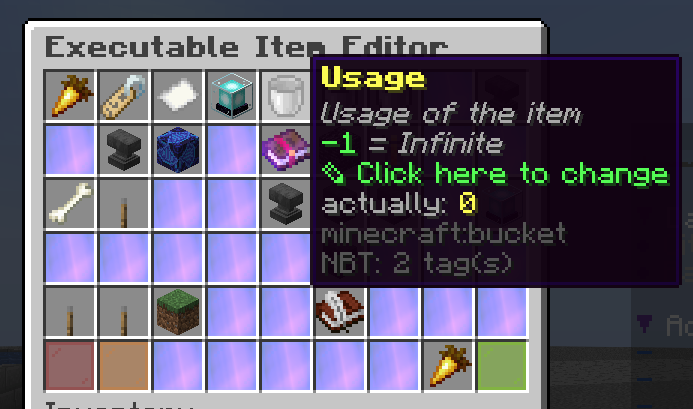 Executable Item Editor
Usage
Usage of the item
-1 = Infinite
✎ Click here to change
actually: 0
minecraft:bucket
NBT: 2 tag(s)
Inventory